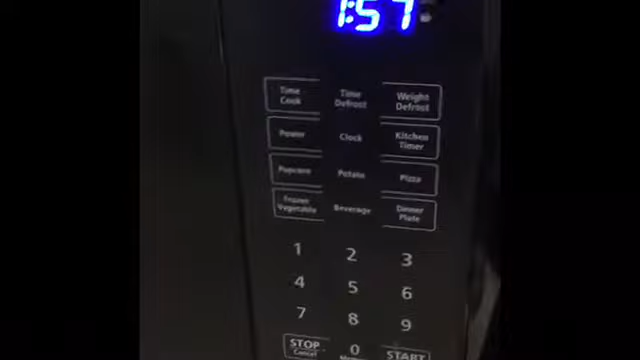 1:57
Time Cook
Time Defrost
Weight Defrost
Power
Clock
Kitchen Timer
Popcorn
Potato
Pizza
Frozen Vegetable
Beverage
Dinner Plate
1 2 3
4 5 6
7 8 9
STOP
Cancel
0
Memory
START